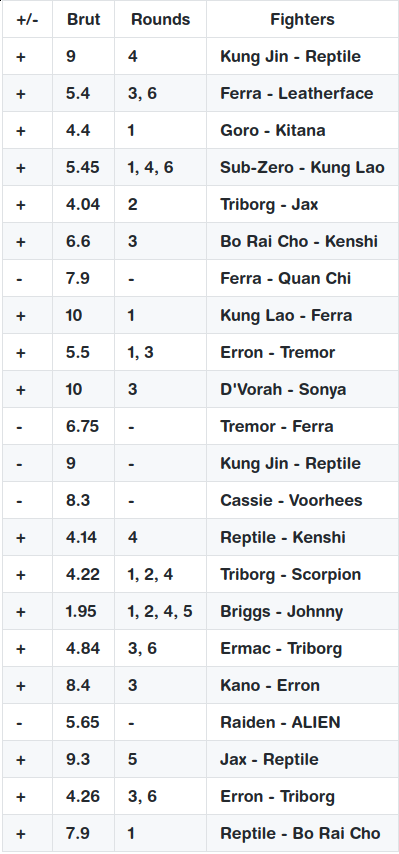 +/- Brut Rounds Fighters
+ 9 4 Kung Jin - Reptile
+ 5.4 3, 6 Ferra - Leatherface
+ 4.4 1 Goro - Kitana
+ 5.45 1, 4, 6 Sub-Zero - Kung Lao
+ 4.04 2 Triborg - Jax
+ 6.6 3 Bo Rai Cho - Kenshi
- 7.9 - Ferra - Quan Chi
+ 10 1 Kung Lao - Ferra
+ 5.5 1, 3 Erron - Tremor
+ 10 3 D'Vorah - Sonya
- 6.75 - Tremor - Ferra
- 9 - Kung Jin - Reptile
- 8.3 - Cassie - Voorhees
+ 4.14 4 Reptile - Kenshi
+ 4.22 1, 2, 4 Triborg - Scorpion
+ 1.95 1, 2, 4, 5 Briggs - Johnny
+ 4.84 3, 6 Ermac - Triborg
+ 8.4 3 Kano - Erron
- 5.65 - Raiden - ALIEN
+ 9.3 5 Jax - Reptile
+ 4.26 3, 6 Erron - Triborg
+ 7.9 1 Reptile - Bo Rai Cho